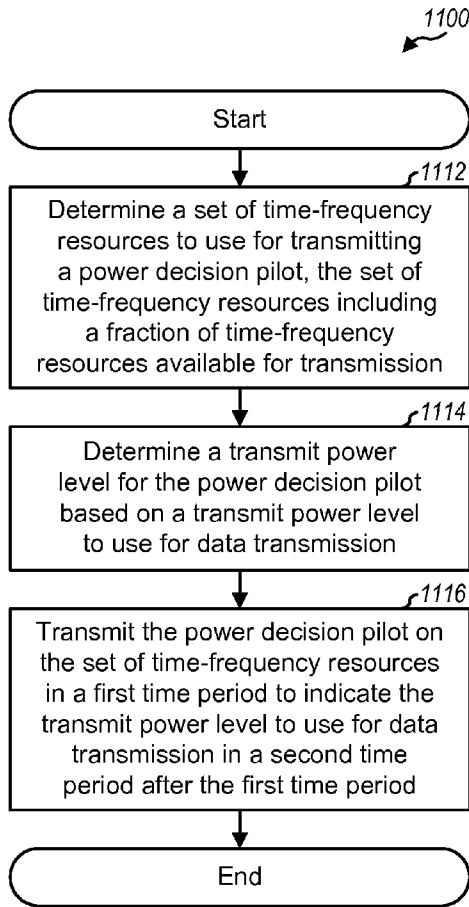 1100
Start
1112
Determine a set of time-frequency
resources to use for transmitting
a power decision pilot, the set of
time-frequency resources including
a fraction of time-frequency
resources available for transmission
1114
Determine a transmit power
level for the power decision pilot
based on a transmit power level
to use for data transmission
1116
Transmit the power decision pilot on
the set of time-frequency resources
in a first time period to indicate the
transmit power level to use for data
transmission in a second time
period after the first time period
End